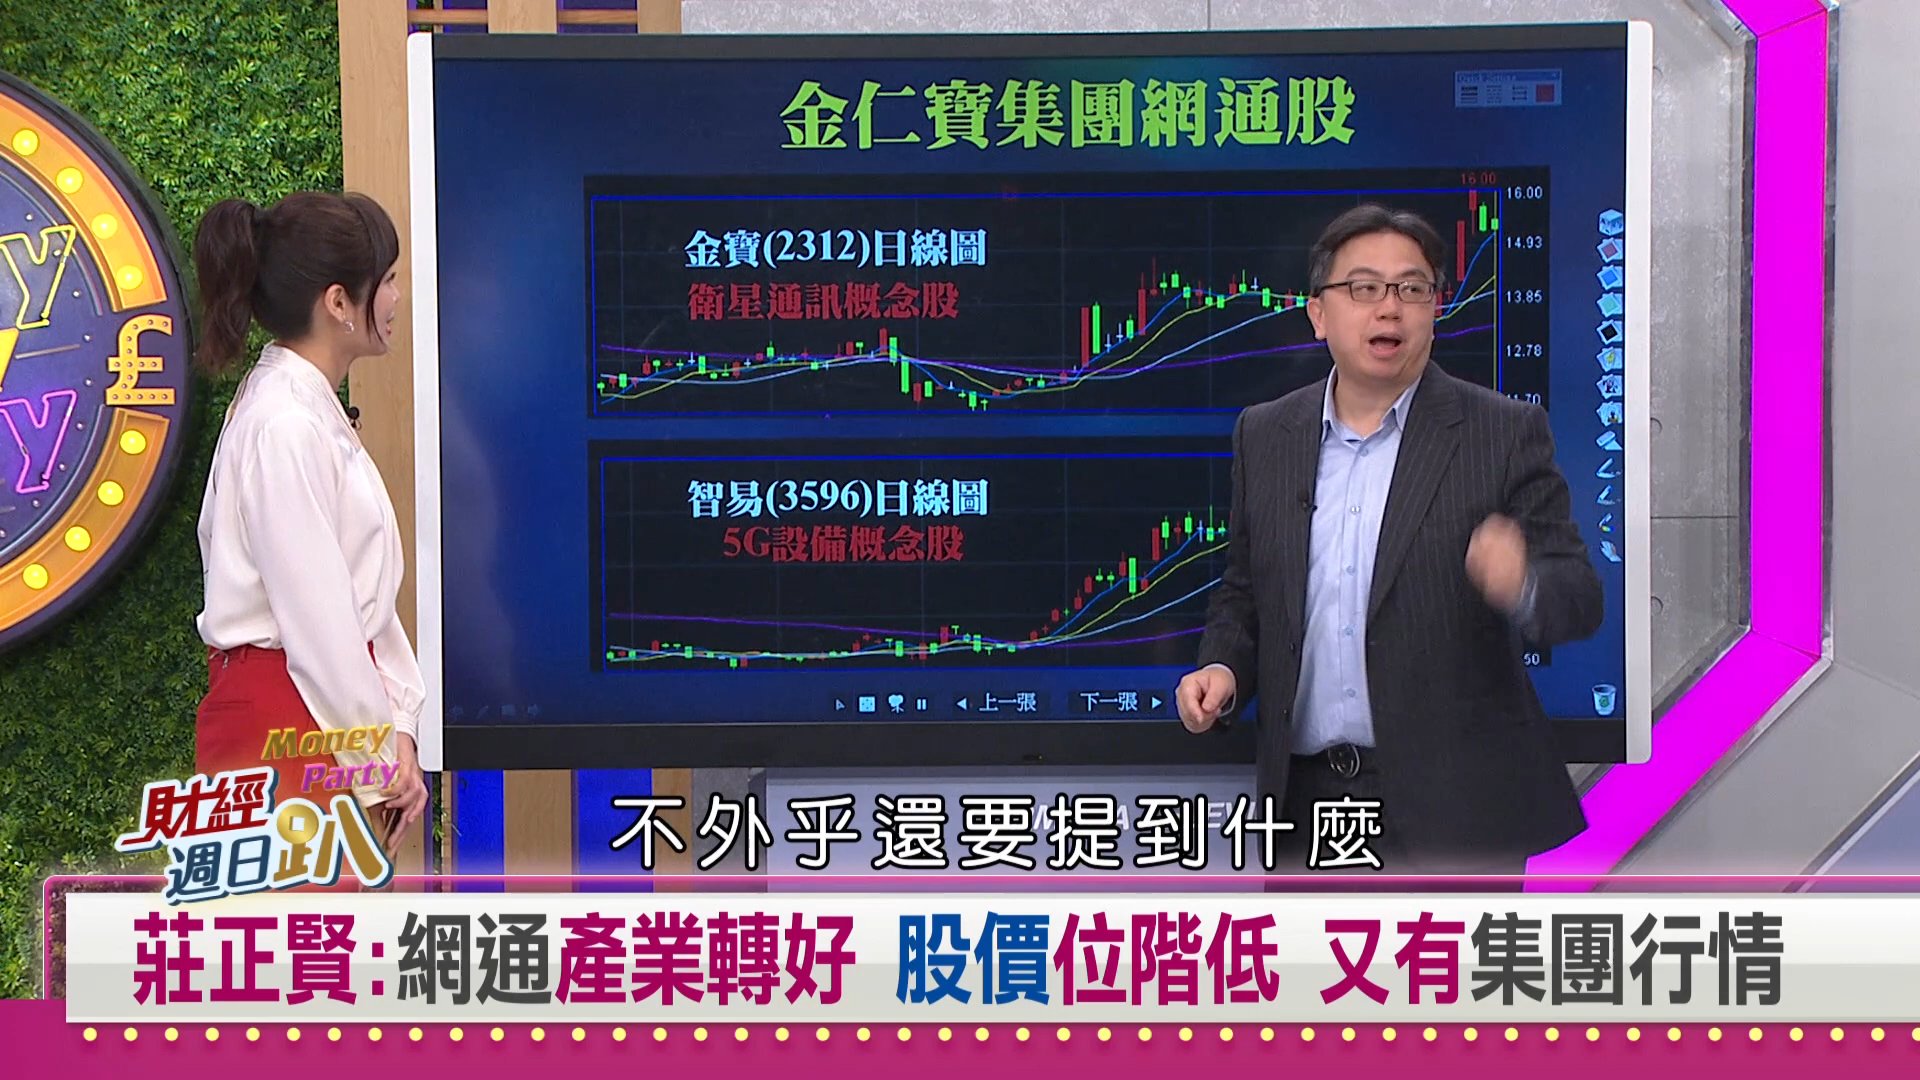 金仁寶集團網通股
16.00
16.00
金寶(2312)日線圖
衛星通訊概念股
14.93
13.85
12.78
11.70
智易(3596)日線圖
5G設備概念股
50
上一張
下一張
Money
Party
財經
週日趴
不外乎還要提到什麼
莊正賢:網通產業轉好 股價位階低 又有集團行情